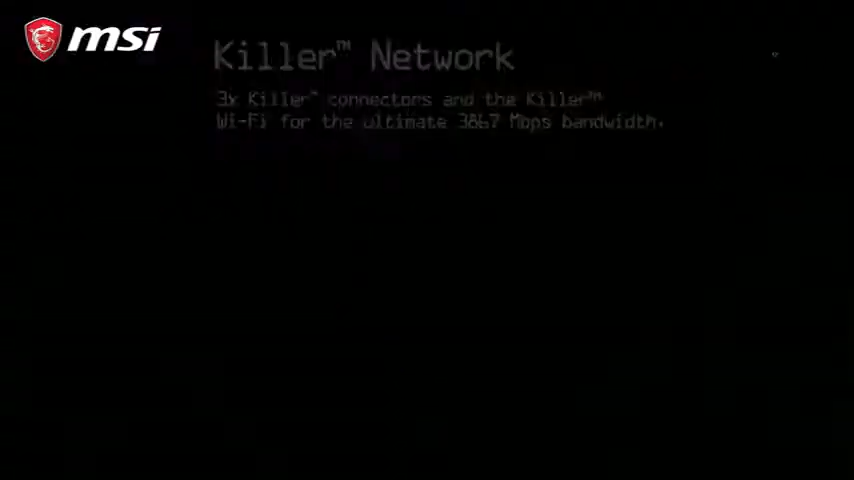 msi
Killer™ Network
3x Killer™ connectors and the Killer™
Wi-Fi for the ultimate 3867 Mbps bandwidth.